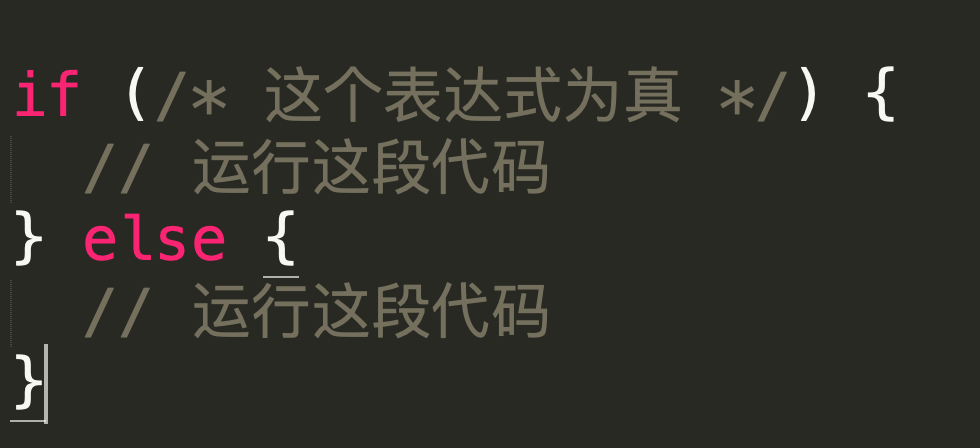 if (/* 这个表达式为真 */) {
  // 运行这段代码
} else {
  // 运行这段代码
}